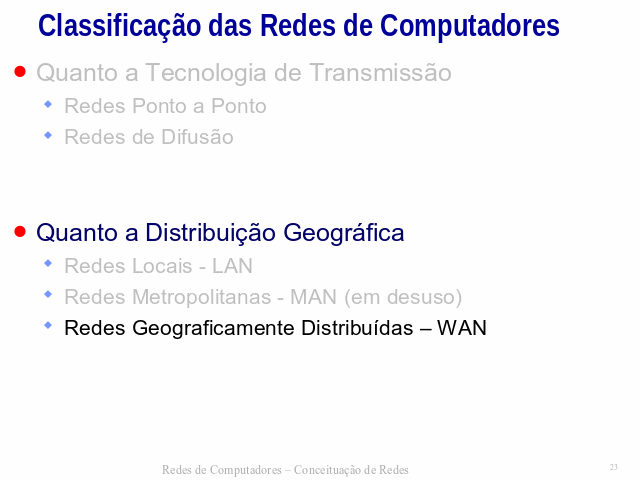 Classificação das Redes de Computadores
Quanto a Tecnologia de Transmissão
Redes Ponto a Ponto
Redes de Difusão
Quanto a Distribuição Geográfica
Redes Locais - LAN
Redes Metropolitanas - MAN (em desuso)
Redes Geograficamente Distribuídas – WAN
Redes de Computadores – Conceituação de Redes
23